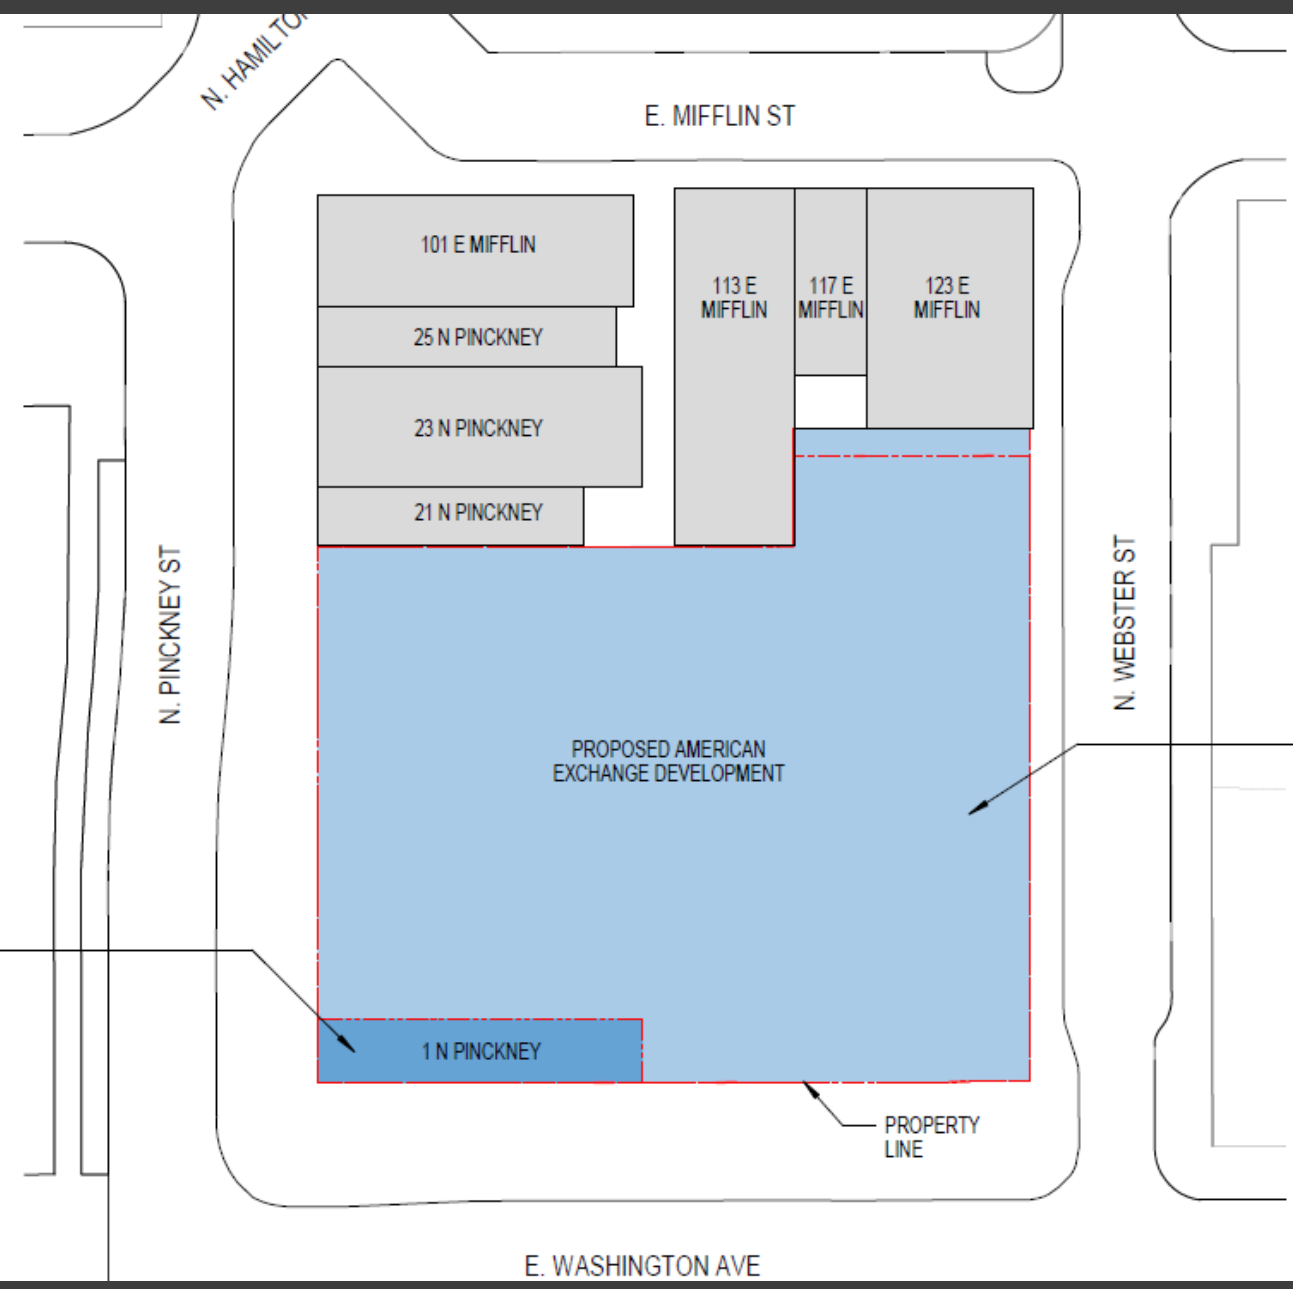 N. HAMILTON
E. MIFFLIN ST
101 E MIFFLIN
25 N PINCKNEY
23 N PINCKNEY
21 N PINCKNEY
113 E
MIFFLIN
117 E
MIFFLIN
123 E
MIFFLIN
N. PINCKNEY ST
N. WEBSTER ST
PROPOSED AMERICAN
EXCHANGE DEVELOPMENT
1 N PINCKNEY
PROPERTY
LINE
E. WASHINGTON AVE